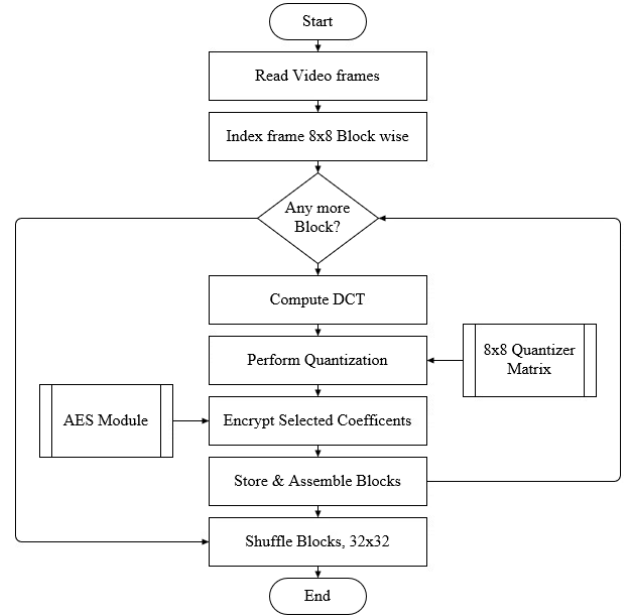 Start
Read Video frames
Index frame 8x8 Block wise
Any more
Block?
Compute DCT
Perform Quantization
8x8 Quantizer
Matrix
AES Module
Encrypt Selected Coefficents
Store & Assemble Blocks
Shuffle Blocks, 32x32
End